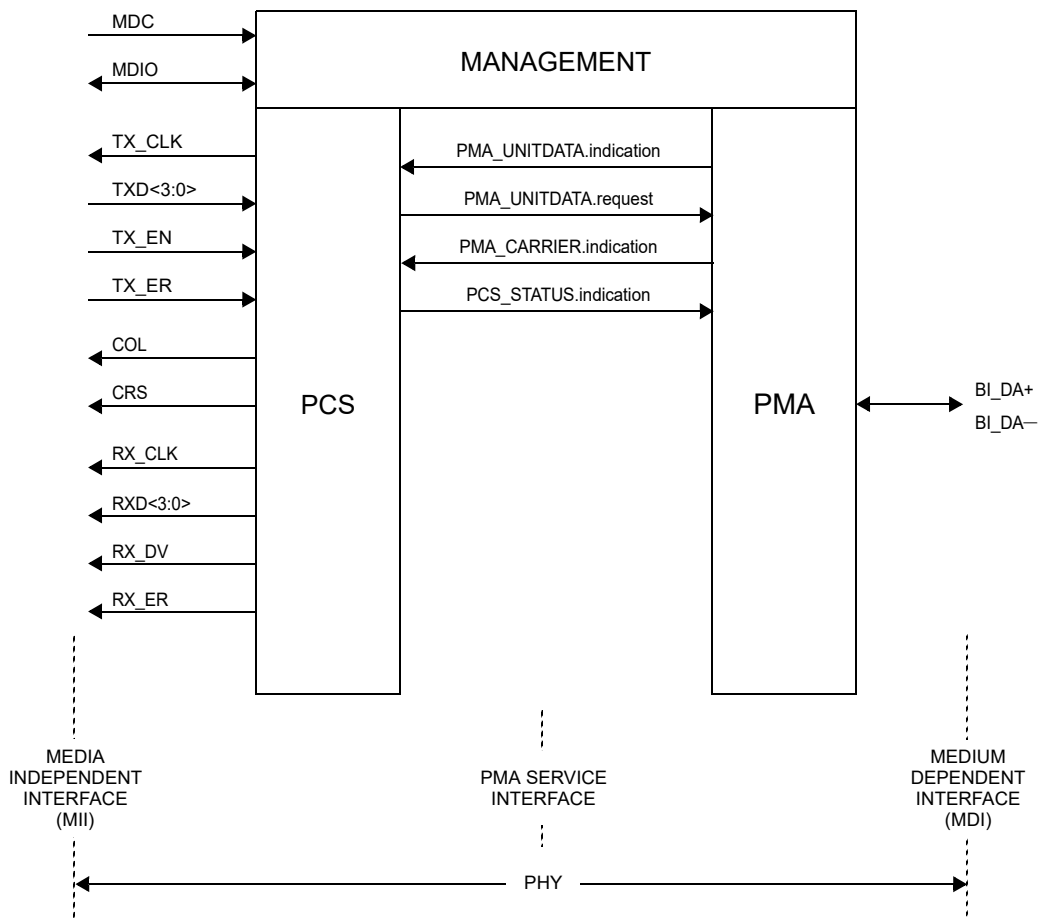 MDC
MDIO
MANAGEMENT
TX_CLK
TXD<3:0>
TX_EN
TX_ER
COL
CRS
RX_CLK
RXD<3:0>
RX_DV
RX_ER
PCS
PMA_UNITDATA.indication
PMA_UNITDATA.request
PMA_CARRIER.indication
PCS_STATUS.indication
PMA
BI_DA+
BI_DA—
MEDIA
INDEPENDENT
INTERFACE
(MII)
PMA SERVICE
INTERFACE
MEDIUM
DEPENDENT
INTERFACE
(MDI)
PHY